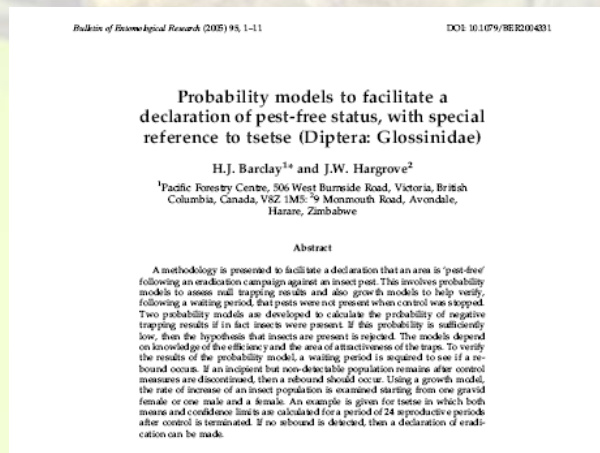 Bulletin of Entomological Research (2005) 95, 1–11 DOI: 10.1079/BER2004331
Probability models to facilitate a
declaration of pest-free status, with special
reference to tsetse (Diptera: Glossinidae)
H.J. Barclay1* and J.W. Hargrove2
1Pacific Forestry Centre, 506 West Burnside Road, Victoria, British
Columbia, Canada, V8Z 1M5: 29 Monmouth Road, Avondale,
Harare, Zimbabwe
Abstract
A methodology is presented to facilitate a declaration that an area is ‘pest-free’
following an eradication campaign against an insect pest. This involves probability
models to assess null trapping results and also growth models to help verify,
following a waiting period, that pests were not present when control was stopped.
Two probability models are developed to calculate the probability of negative
trapping results if in fact insects were present. If this probability is sufficiently
low, then the hypothesis that insects are present is rejected. The models depend
on knowledge of the efficiency and the area of attractiveness of the traps. To verify
the results of the probability model, a waiting period is required to see if a re-
bound occurs. If an incipient but non-detectable population remains after control
measures are discontinued, then a rebound should occur. Using a growth model,
the rate of increase of an insect population is examined starting from one gravid
female or one male and a female. An example is given for tsetse in which both
means and confidence limits are calculated for a period of 24 reproductive periods
after control is terminated. If no rebound is detected, then a declaration of eradi-
cation can be made.